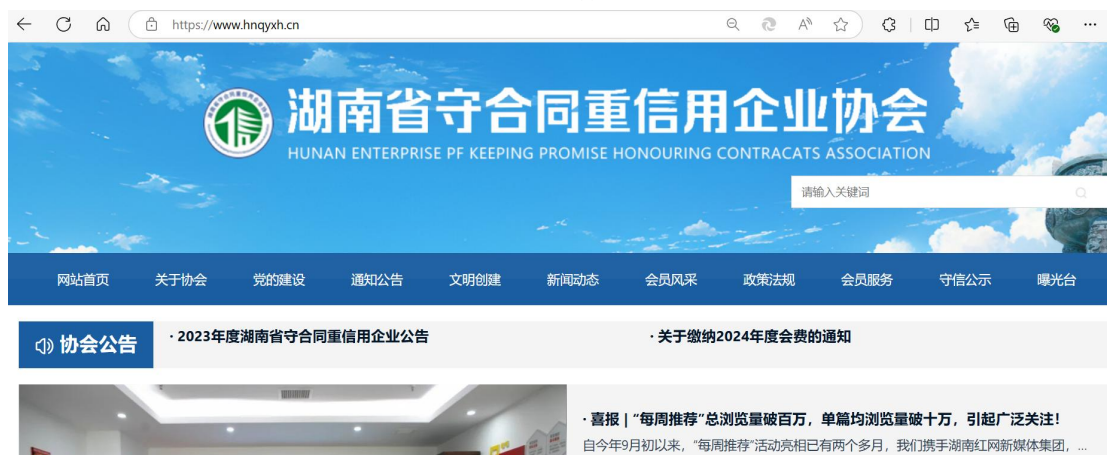 https://www.hnqyxh.cn
湖南省守合同重信用企业协会
HUNAN ENTERPRISE PF KEEPING PROMISE HONOURING CONTRACATS ASSOCIATION
请输入关键词
网站首页 关于协会 党的建设 通知公告 文明创建 新闻动态 会员风采 政策法规 会员服务 守信公示 曝光台
协会公告 · 2023年度湖南省守合同重信用企业公告 · 关于缴纳2024年度会费的通知
· 喜报 | “每周推荐”总浏览量破百万，单篇均浏览量破十万，引起广泛关注！
自今年9月初以来，“每周推荐”活动亮相已有两个多月，我们携手湖南红网新媒体集团，...